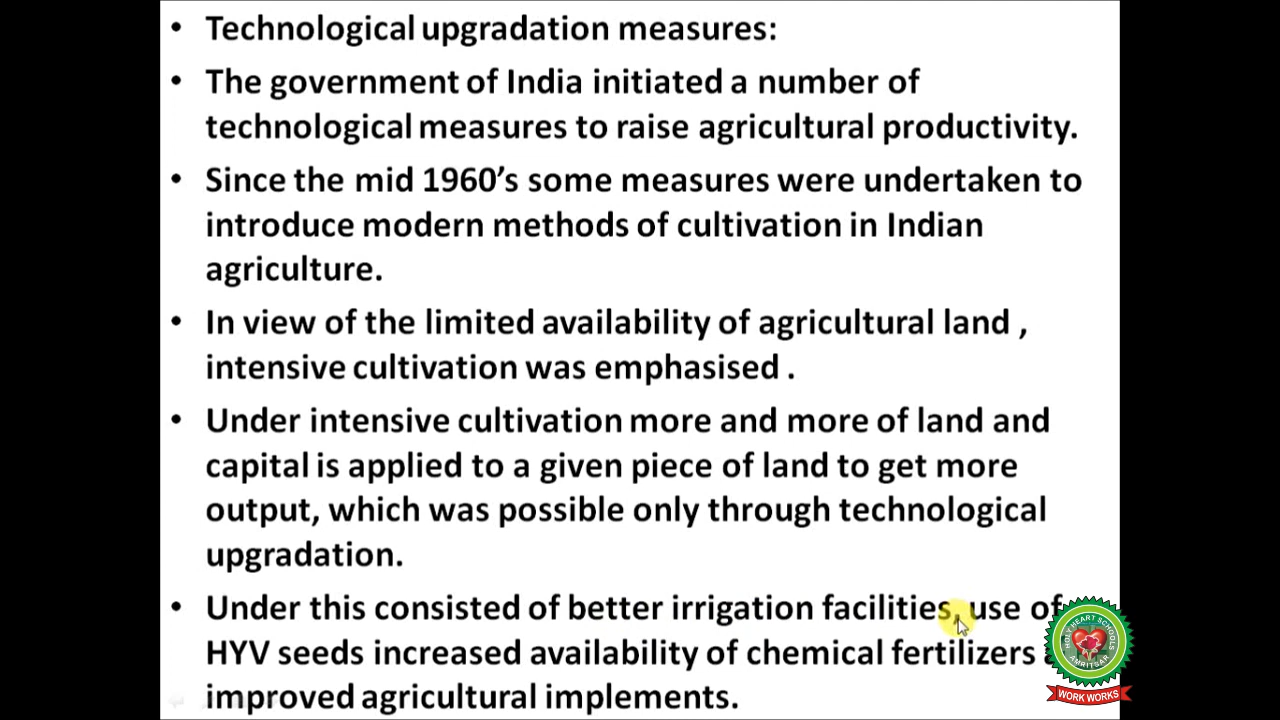 • Technological upgradation measures:
• The government of India initiated a number of
technological measures to raise agricultural productivity.
• Since the mid 1960’s some measures were undertaken to
introduce modern methods of cultivation in Indian
agriculture.
• In view of the limited availability of agricultural land ,
intensive cultivation was emphasised .
• Under intensive cultivation more and more of land and
capital is applied to a given piece of land to get more
output, which was possible only through technological
upgradation.
• Under this consisted of better irrigation facilities, use of
HYV seeds increased availability of chemical fertilizers
improved agricultural implements.
HOLY HEART SCHOOLS
AMRITSAR
WORK WORKS